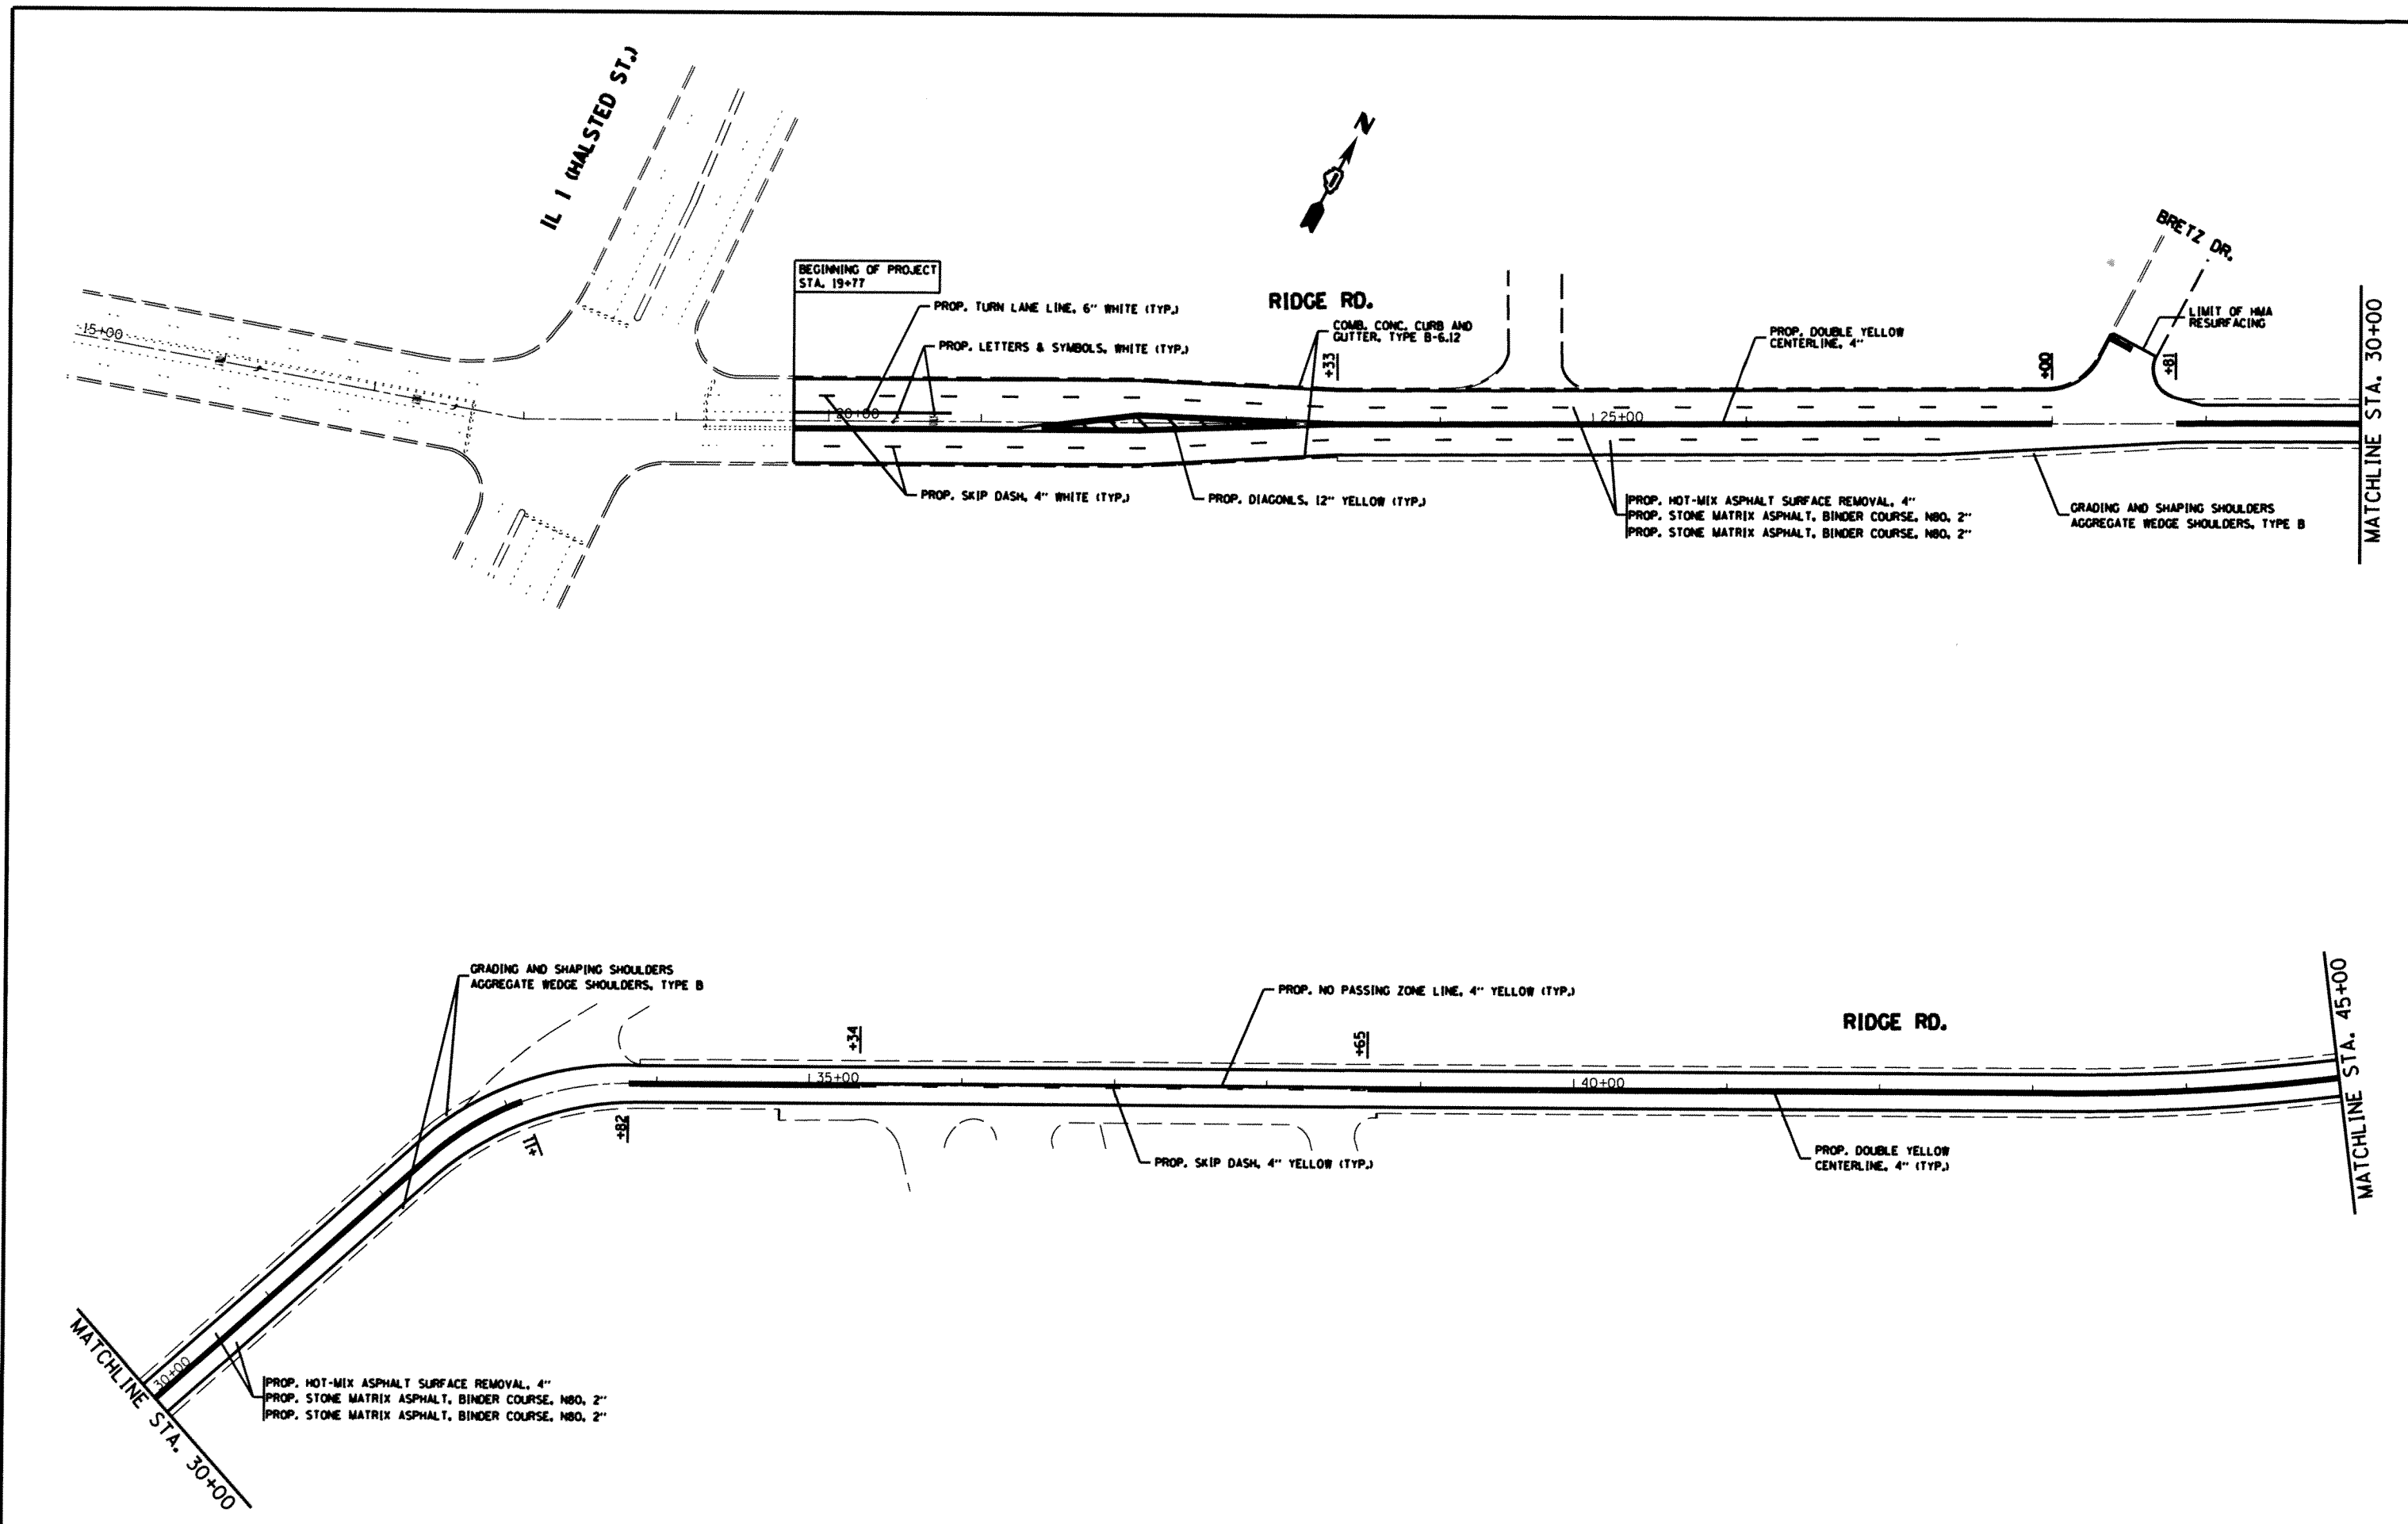 IL 1 (HALSTED ST.)
N
BRETZ DR.
BEGINNING OF PROJECT
STA. 19+77
PROP. TURN LANE LINE, 6" WHITE (TYP.)
PROP. LETTERS & SYMBOLS, WHITE (TYP.)
RIDGE RD.
COMB. CONC. CURB AND
GUTTER, TYPE B-6.12
+33
PROP. DOUBLE YELLOW
CENTERLINE, 4"
+00
+81
LIMIT OF HMA
RESURFACING
MATCHLINE STA. 30+00
15+00
20+00
25+00
PROP. SKIP DASH, 4" WHITE (TYP.)
PROP. DIAGONLS, 12" YELLOW (TYP.)
PROP. HOT-MIX ASPHALT SURFACE REMOVAL, 4"
PROP. STONE MATRIX ASPHALT, BINDER COURSE, N80, 2"
PROP. STONE MATRIX ASPHALT, BINDER COURSE, N80, 2"
GRADING AND SHAPING SHOULDERS
AGGREGATE WEDGE SHOULDERS, TYPE B
GRADING AND SHAPING SHOULDERS
AGGREGATE WEDGE SHOULDERS, TYPE B
+34
PROP. NO PASSING ZONE LINE, 4" YELLOW (TYP.)
+65
RIDGE RD.
MATCHLINE STA. 45+00
35+00
40+00
+11
+82
PROP. SKIP DASH, 4" YELLOW (TYP.)
PROP. DOUBLE YELLOW
CENTERLINE, 4" (TYP.)
30+00
MATCHLINE STA. 30+00
PROP. HOT-MIX ASPHALT SURFACE REMOVAL, 4"
PROP. STONE MATRIX ASPHALT, BINDER COURSE, N80, 2"
PROP. STONE MATRIX ASPHALT, BINDER COURSE, N80, 2"